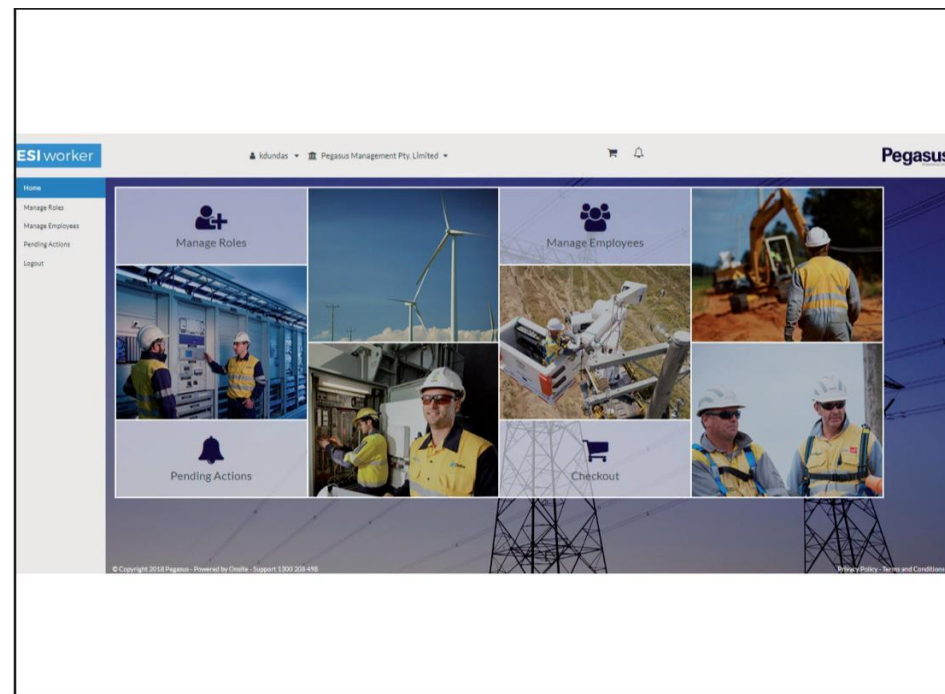 ESI worker
kdundas
Pegasus Management Pty. Limited
Pegasus
Home
Manage Roles
Manage Employees
Pending Actions
Logout
Manage Roles
Manage Employees
Pending Actions
Checkout
© Copyright 2018 Pegasus - Powered by Onsite - Support 1300 208 498
Privacy Policy - Terms and Conditions